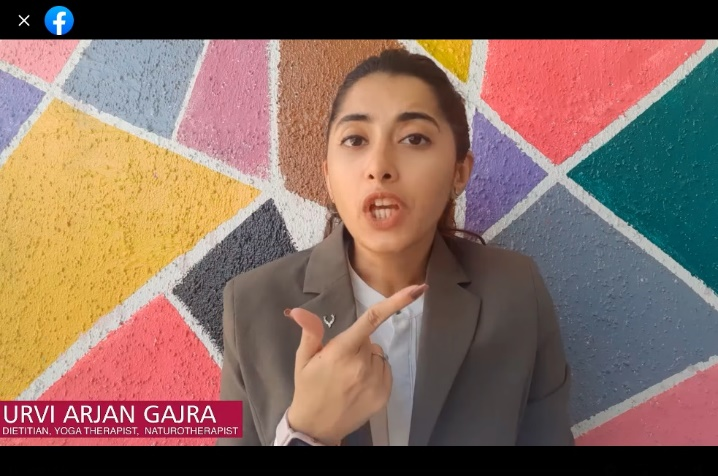 URVI ARJAN GAJRA
DIETITIAN, YOGA THERAPIST, NATUROTHERAPIST